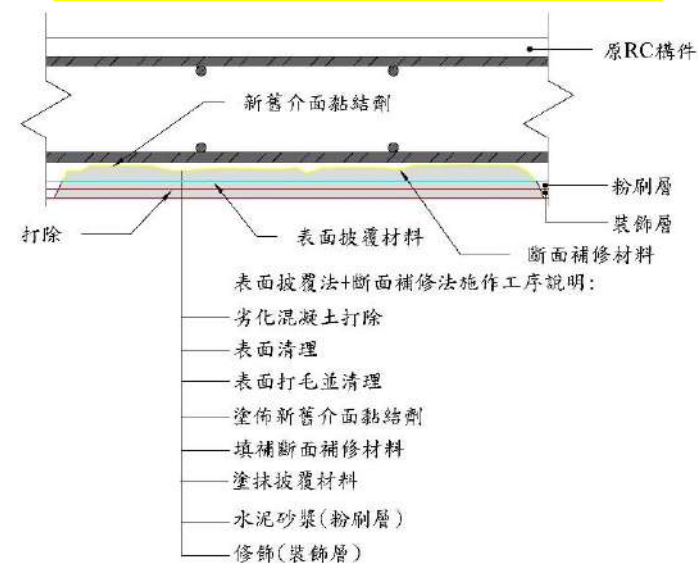 原RC構件
新舊介面黏結劑
粉刷層
裝飾層
打除
表面披覆材料
斷面補修材料
表面披覆法+斷面補修法施作工序說明:
劣化混凝土打除
表面清理
表面打毛並清理
塗佈新舊介面黏結劑
填補斷面補修材料
塗抹披覆材料
水泥砂漿(粉刷層)
修飾(裝飾層)